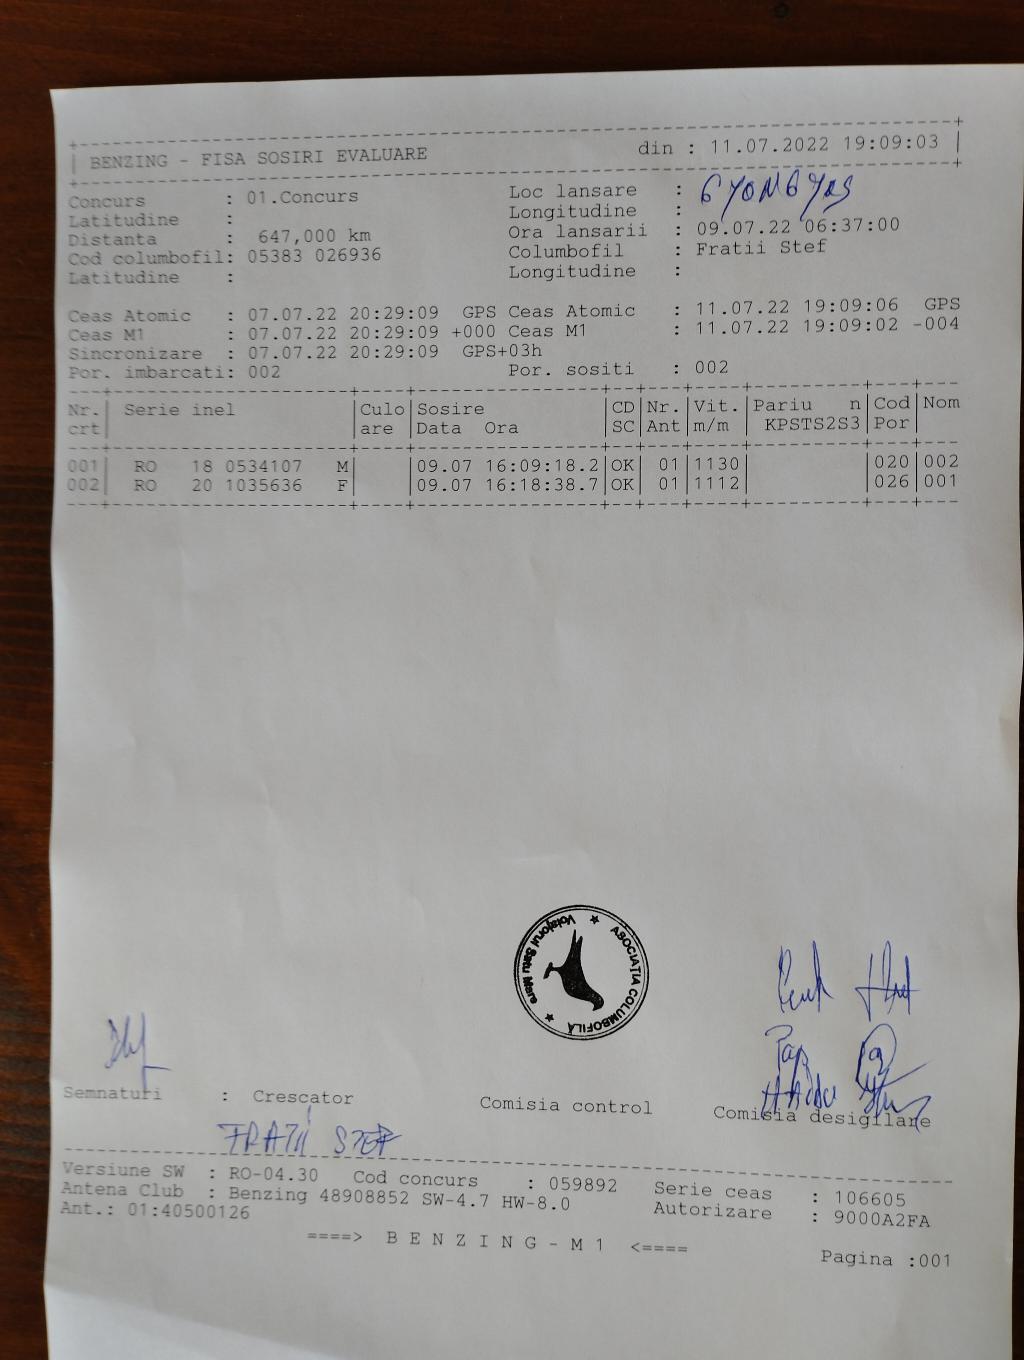 BENZING - FISA SOSIRI EVALUARE din : 11.07.2022 19:09:03
Concurs : 01.Concurs Loc lansare : GYONGYÖS
Latitudine : Longitudine :
Distanta : 647,000 km Ora lansarii : 09.07.22 06:37:00
Cod columbofil: 05383 026936 Columbofil : Fratii Stef
Latitudine : Longitudine :
Ceas Atomic : 07.07.22 20:29:09 GPS Ceas Atomic : 11.07.22 19:09:06 GPS
Ceas M1 : 07.07.22 20:29:09 +000 Ceas M1 : 11.07.22 19:09:02 -004
Sincronizare : 07.07.22 20:29:09 GPS+03h
Por. imbarcati: 002 Por. sositi : 002
Nr. Serie inel Culo Sosire CD Nr. Vit. Pariu n Cod Nom
crt are Data Ora SC Ant m/m KPSTS2S3 Por
001 RO 18 0534107 M 09.07 16:09:18.2 OK 01 1130 020 002
002 RO 20 1035636 F 09.07 16:18:38.7 OK 01 1112 026 001
ASOCIATIA COLUMBOFILĂ
Voiajorul Satu Mare
Semnaturi : Crescator Comisia control Comisia desigilare
FRATII STEF
Versiune SW : RO-04.30 Cod concurs : 059892 Serie ceas : 106605
Antena Club : Benzing 48908852 SW-4.7 HW-8.0 Autorizare : 9000A2FA
Ant.: 01:40500126
====> B E N Z I N G - M 1 <====
Pagina :001